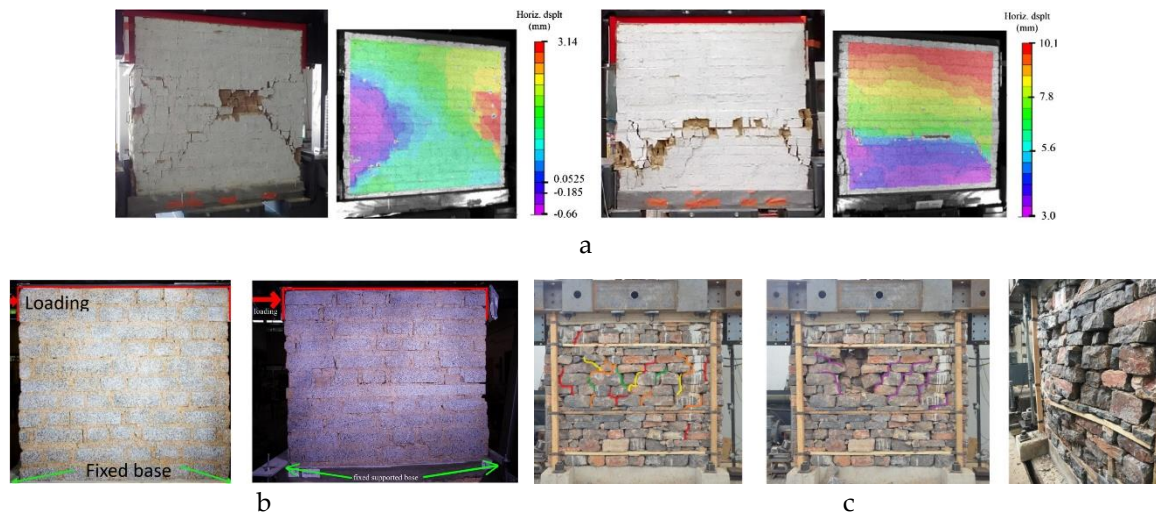 Horiz. dsplt
(mm)
3.14
0.0525
-0.185
-0.66
Horiz. dsplt
(mm)
10,1
7.8
5.6
3.0
a
Loading
Fixed base
loading
fixed supported base
b
c